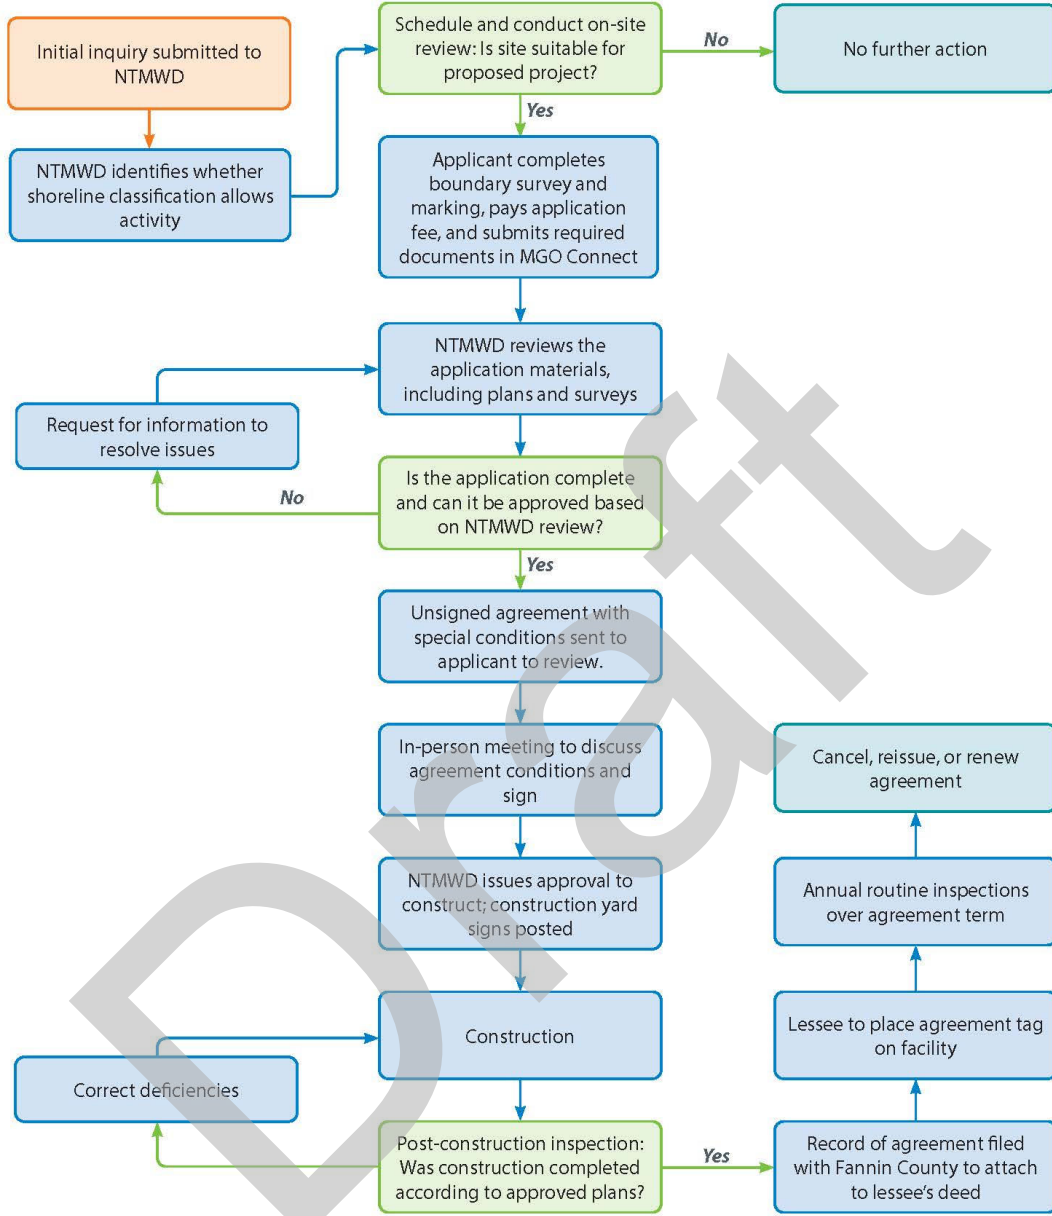 Initial inquiry submitted to
NTMWD
NTMWD identifies whether
shoreline classification allows
activity
Schedule and conduct on-site
review: Is site suitable for
proposed project?
No
No further action
Yes
Applicant completes
boundary survey and
marking, pays application
fee, and submits required
documents in MGO Connect
NTMWD reviews the
application materials,
including plans and surveys
Request for information to
resolve issues
No
Is the application complete
and can it be approved based
on NTMWD review?
Yes
Unsigned agreement with
special conditions sent to
applicant to review.
In-person meeting to discuss
agreement conditions and
sign
NTMWD issues approval to
construct; construction yard
signs posted
Construction
Correct deficiencies
Post-construction inspection:
Was construction completed
according to approved plans?
Yes
Record of agreement filed
with Fannin County to attach
to lessee's deed
Lessee to place agreement tag
on facility
Annual routine inspections
over agreement term
Cancel, reissue, or renew
agreement
Draft